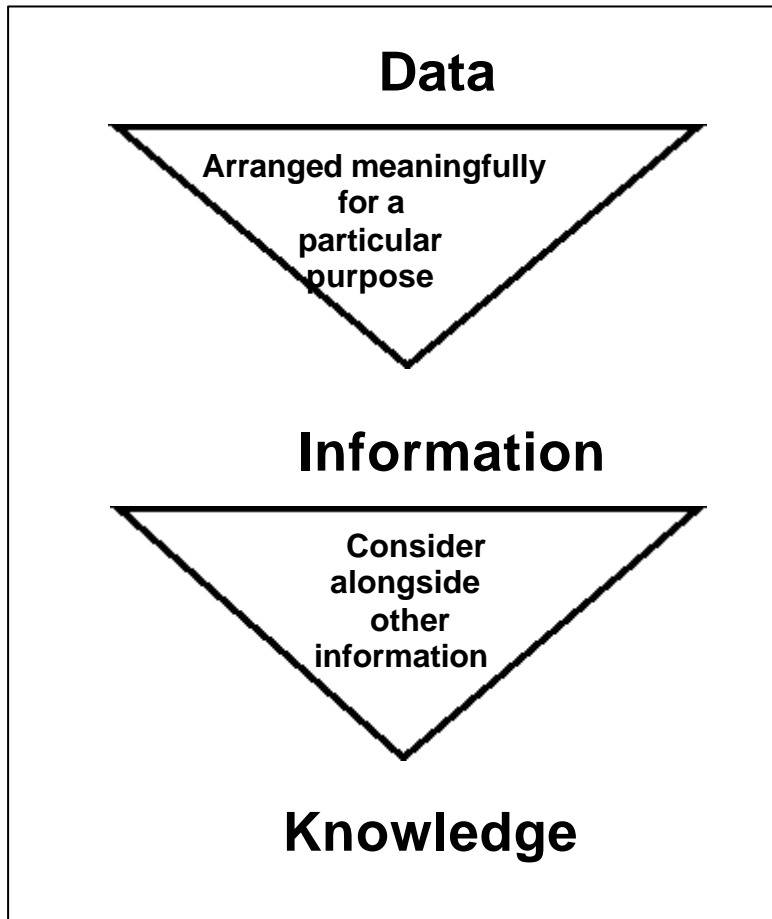 Data
Arranged meaningfully
for a
particular
purpose
Information
Consider
alongside
other
information
Knowledge